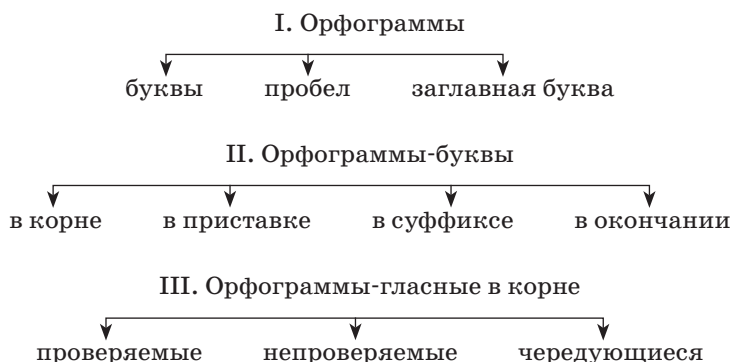 I. Орфограммы
буквы пробел заглавная буква
II. Орфограммы-буквы
в корне в приставке в суффиксе в окончании
III. Орфограммы-гласные в корне
проверяемые непроверяемые чередующиеся